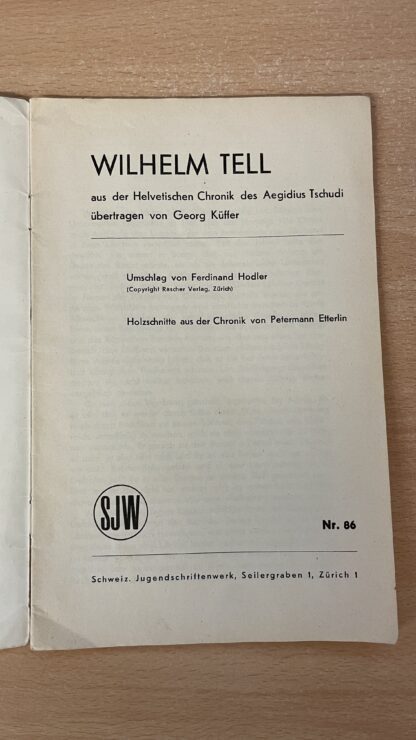 WILHELM TELL
aus der Helvetischen Chronik des Aegidius Tschudi
übertragen von Georg Küffer
Umschlag von Ferdinand Hodler
(Copyright Rascher Verlag, Zürich)
Holzschnitte aus der Chronik von Petermann Etterlin
SJW
Nr. 86
Schweiz. Jugendschriftenwerk, Seilergraben 1, Zürich 1